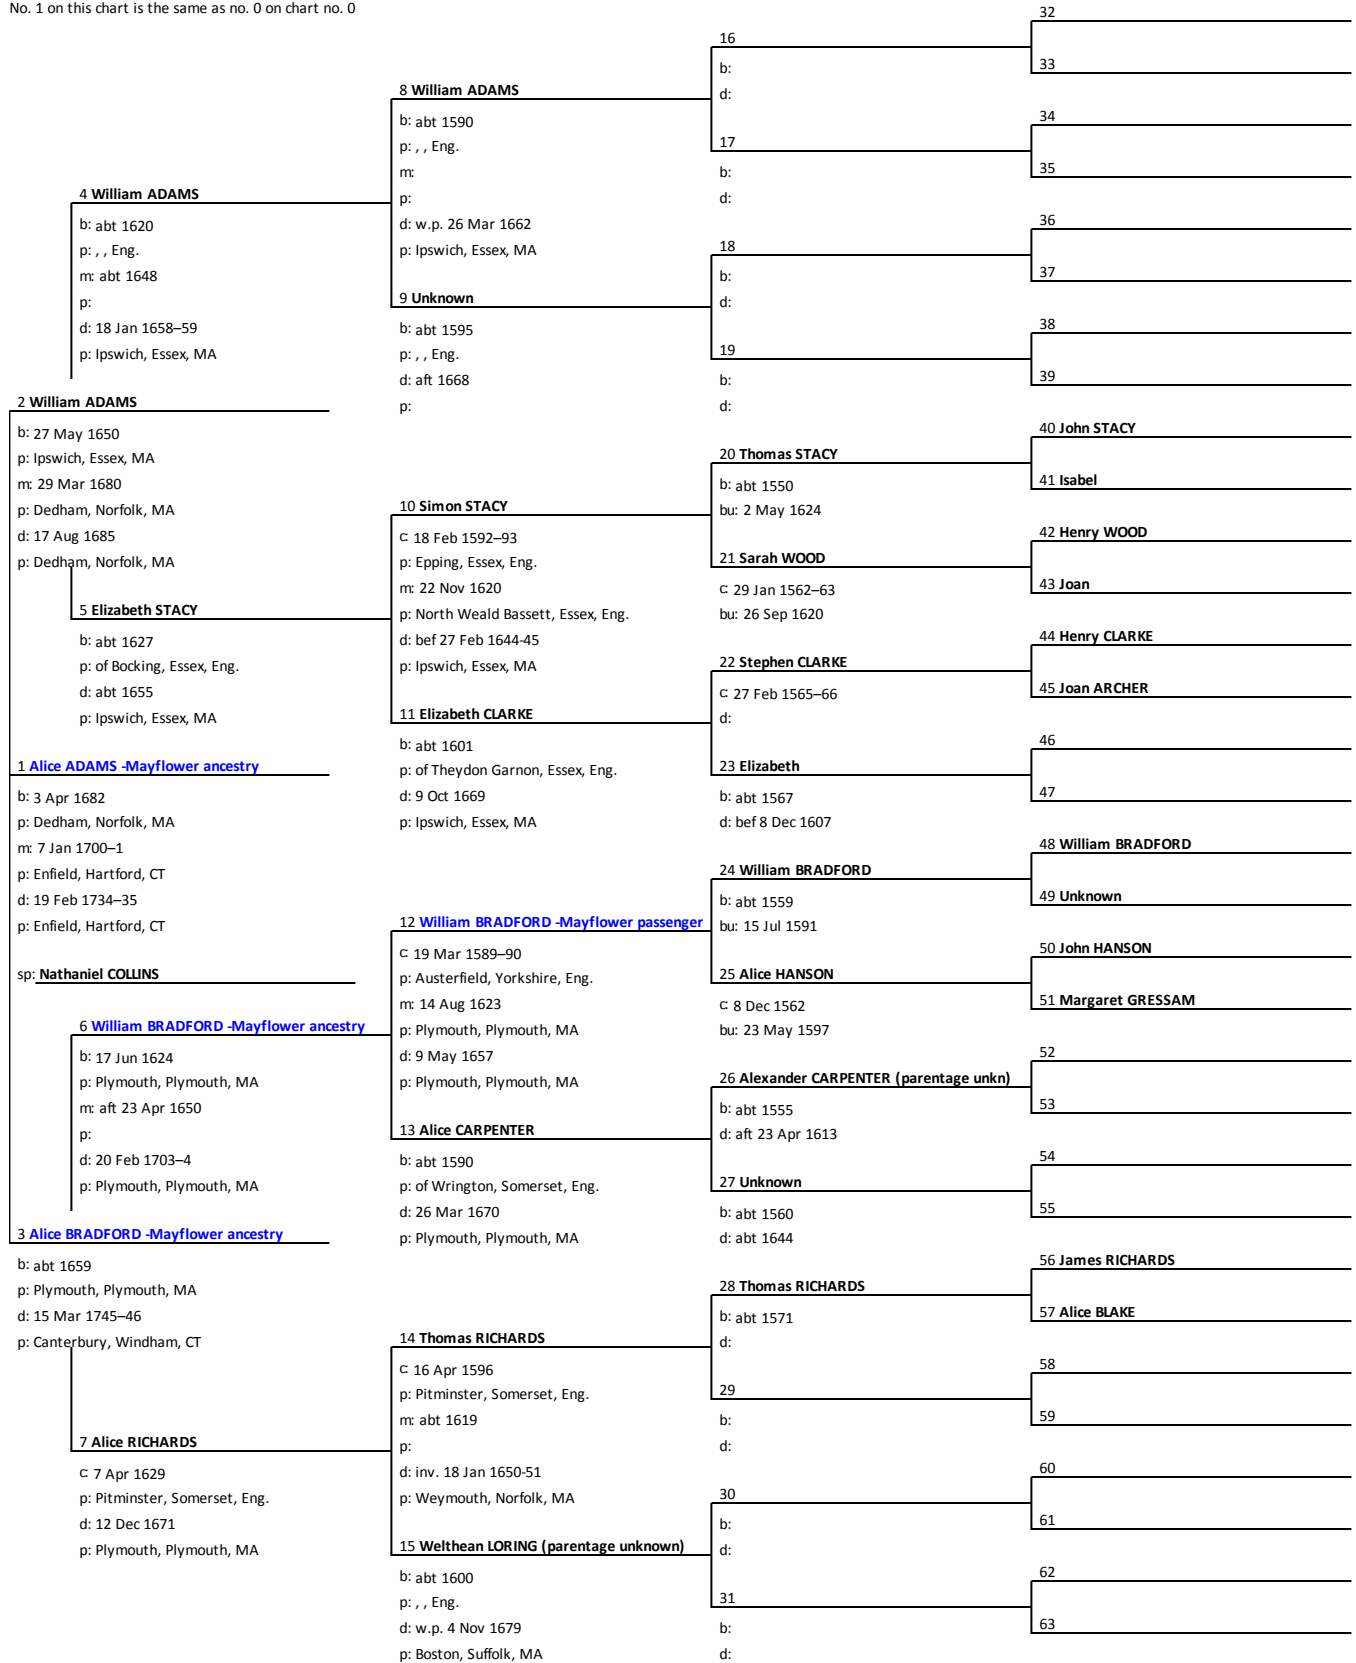 No. 1 on this chart is the same as no. 0 on chart no. 0
2 William ADAMS
b: 27 May 1650
p: Ipswich, Essex, MA
m: 29 Mar 1680
p: Dedham, Norfolk, MA
d: 17 Aug 1685
p: Dedham, Norfolk, MA
1 Alice ADAMS -Mayflower ancestry
b: 3 Apr 1682
p: Dedham, Norfolk, MA
m: 7 Jan 1700–1
p: Enfield, Hartford, CT
d: 19 Feb 1734–35
p: Enfield, Hartford, CT
sp: Nathaniel COLLINS
3 Alice BRADFORD -Mayflower ancestry
b: abt 1659
p: Plymouth, Plymouth, MA
d: 15 Mar 1745–46
p: Canterbury, Windham, CT
4 William ADAMS
b: abt 1620
p: , , Eng.
m: abt 1648
p:
d: 18 Jan 1658–59
p: Ipswich, Essex, MA
5 Elizabeth STACY
b: abt 1627
p: of Bocking, Essex, Eng.
d: abt 1655
p: Ipswich, Essex, MA
6 William BRADFORD -Mayflower ancestry
b: 17 Jun 1624
p: Plymouth, Plymouth, MA
m: aft 23 Apr 1650
p:
d: 20 Feb 1703–4
p: Plymouth, Plymouth, MA
7 Alice RICHARDS
c: 7 Apr 1629
p: Pitminster, Somerset, Eng.
d: 12 Dec 1671
p: Plymouth, Plymouth, MA
8 William ADAMS
b: abt 1590
p: , , Eng.
m:
p:
d: w.p. 26 Mar 1662
p: Ipswich, Essex, MA
9 Unknown
b: abt 1595
p: , , Eng.
d: aft 1668
p:
10 Simon STACY
c: 18 Feb 1592–93
p: Epping, Essex, Eng.
m: 22 Nov 1620
p: North Weald Bassett, Essex, Eng.
d: bef 27 Feb 1644-45
p: Ipswich, Essex, MA
11 Elizabeth CLARKE
b: abt 1601
p: of Theydon Garnon, Essex, Eng.
d: 9 Oct 1669
p: Ipswich, Essex, MA
12 William BRADFORD -Mayflower passenger
c: 19 Mar 1589–90
p: Austerfield, Yorkshire, Eng.
m: 14 Aug 1623
p: Plymouth, Plymouth, MA
d: 9 May 1657
p: Plymouth, Plymouth, MA
13 Alice CARPENTER
b: abt 1590
p: of Wrington, Somerset, Eng.
d: 26 Mar 1670
p: Plymouth, Plymouth, MA
14 Thomas RICHARDS
c: 16 Apr 1596
p: Pitminster, Somerset, Eng.
m: abt 1619
p:
d: inv. 18 Jan 1650-51
p: Weymouth, Norfolk, MA
15 Welthean LORING (parentage unknown)
b: abt 1600
p: , , Eng.
d: w.p. 4 Nov 1679
p: Boston, Suffolk, MA
16
b:
d:
17
b:
d:
18
b:
d:
19
b:
d:
20 Thomas STACY
b: abt 1550
bu: 2 May 1624
21 Sarah WOOD
c: 29 Jan 1562–63
bu: 26 Sep 1620
22 Stephen CLARKE
c: 27 Feb 1565–66
d:
23 Elizabeth
b: abt 1567
d: bef 8 Dec 1607
24 William BRADFORD
b: abt 1559
bu: 15 Jul 1591
25 Alice HANSON
c: 8 Dec 1562
bu: 23 May 1597
26 Alexander CARPENTER (parentage unkn)
b: abt 1555
d: aft 23 Apr 1613
27 Unknown
b: abt 1560
d: abt 1644
28 Thomas RICHARDS
b: abt 1571
d:
29
b:
d:
30
b:
d:
31
b:
d:
32
33
34
35
36
37
38
39
40 John STACY
41 Isabel
42 Henry WOOD
43 Joan
44 Henry CLARKE
45 Joan ARCHER
46
47
48 William BRADFORD
49 Unknown
50 John HANSON
51 Margaret GRESSAM
52
53
54
55
56 James RICHARDS
57 Alice BLAKE
58
59
60
61
62
63